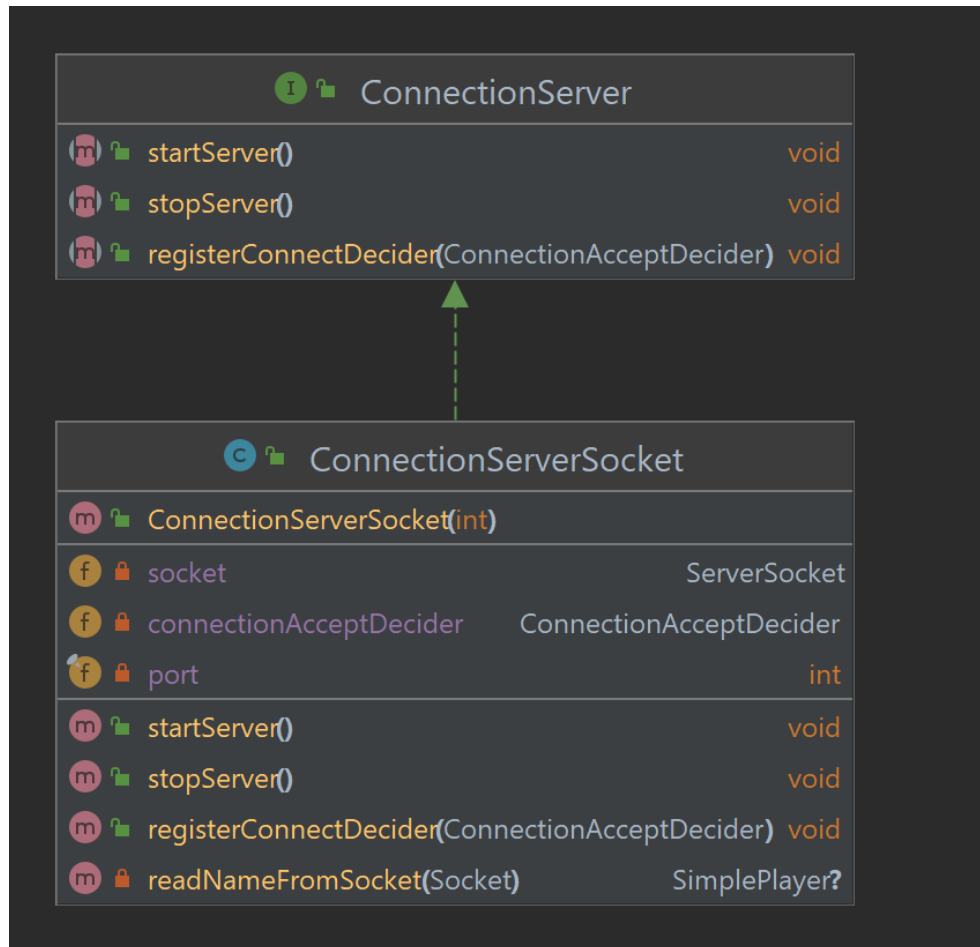 I ConnectionServer
m startServer() void
m stopServer() void
m registerConnectDecider(ConnectionAcceptDecider) void
C ConnectionServerSocket
m ConnectionServerSocket(int)
f socket ServerSocket
f connectionAcceptDecider ConnectionAcceptDecider
f port int
m startServer() void
m stopServer() void
m registerConnectDecider(ConnectionAcceptDecider) void
m readNameFromSocket(Socket) SimplePlayer?